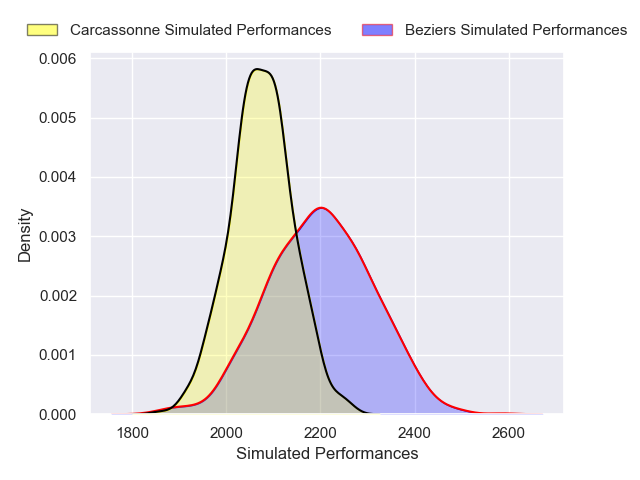 Carcassonne Simulated Performances Beziers Simulated Performances
0.006
0.005
0.004
0.003
0.002
0.001
0.000
Density
1800 2000 2200 2400 2600
Simulated Performances